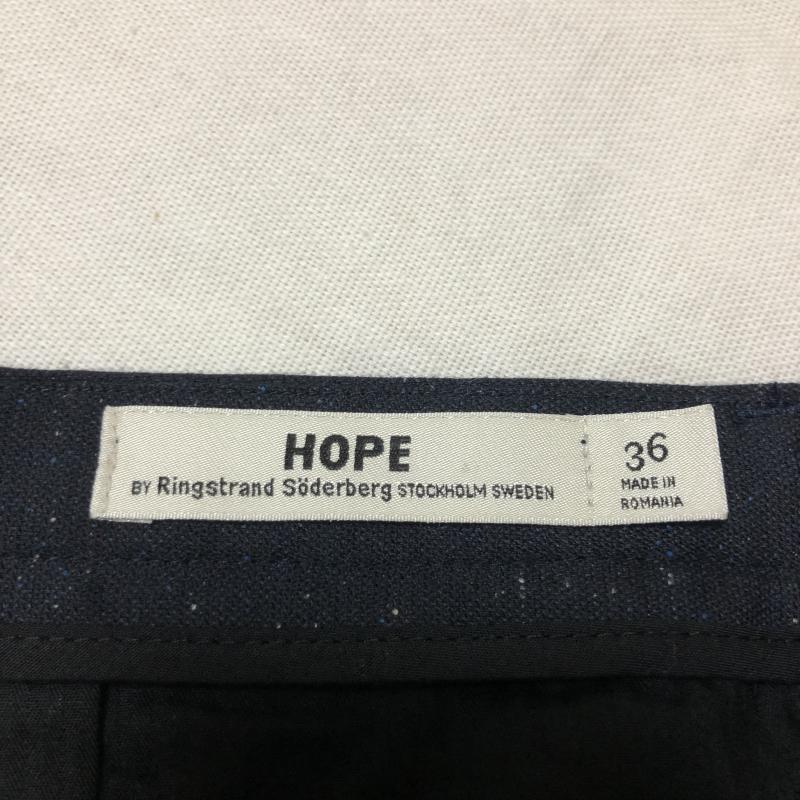 HOPE
BY Ringstrand Söderberg STOCKHOLM SWEDEN
36
MADE IN
ROMANIA